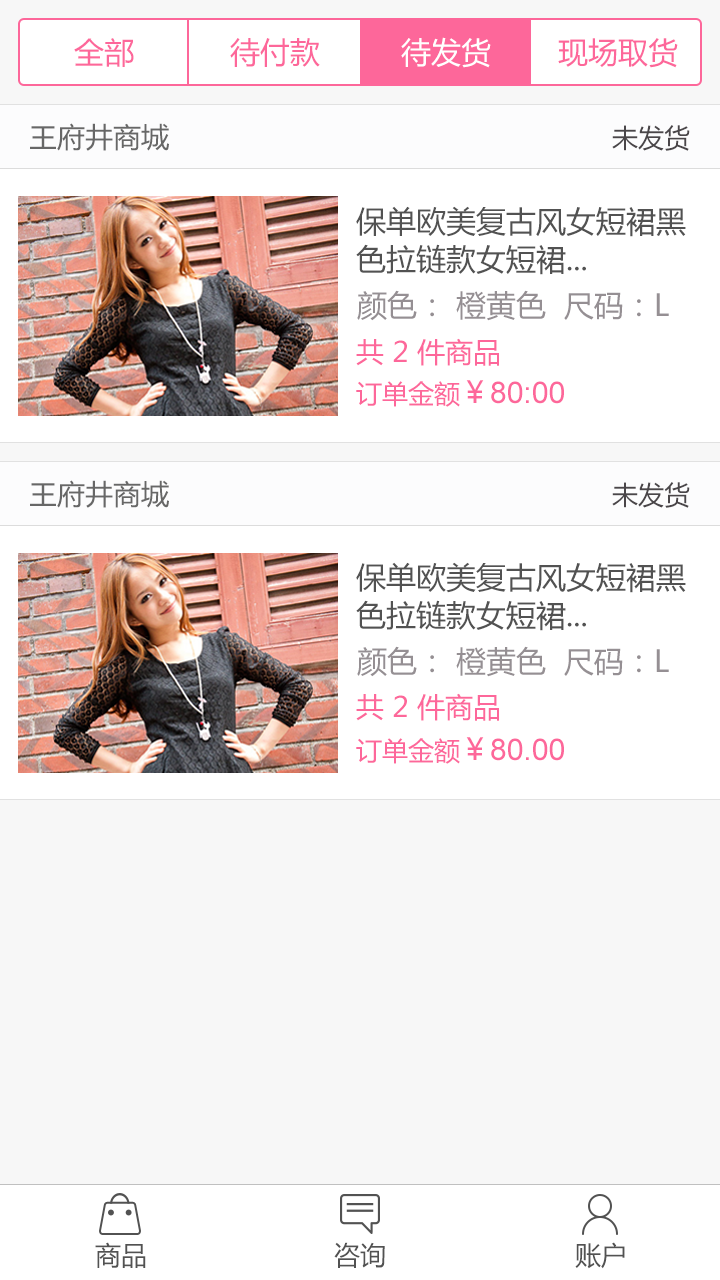 全部 待付款 待发货 现场取货
王府井商城 未发货
保单欧美复古风女短裙黑
色拉链款女短裙...
颜色： 橙黄色 尺码：L
共 2 件商品
订单金额 ¥ 80:00
王府井商城 未发货
保单欧美复古风女短裙黑
色拉链款女短裙...
颜色： 橙黄色 尺码：L
共 2 件商品
订单金额 ¥ 80.00
商品 咨询 账户